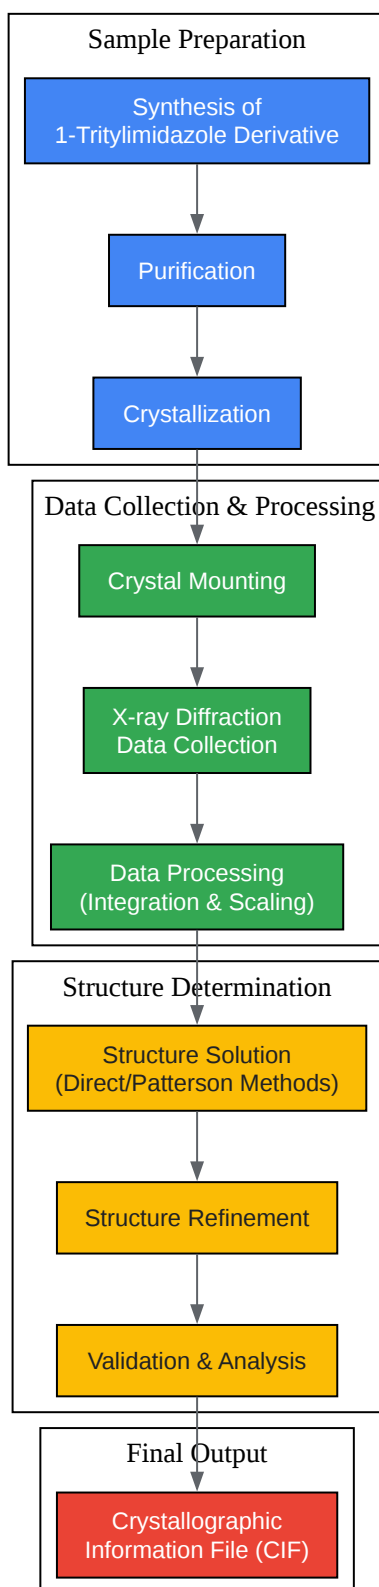 Sample Preparation
Synthesis of
1-Tritylimidazole Derivative
Purification
Crystallization
Data Collection & Processing
Crystal Mounting
X-ray Diffraction
Data Collection
Data Processing
(Integration & Scaling)
Structure Determination
Structure Solution
(Direct/Patterson Methods)
Structure Refinement
Validation & Analysis
Final Output
Crystallographic
Information File (CIF)